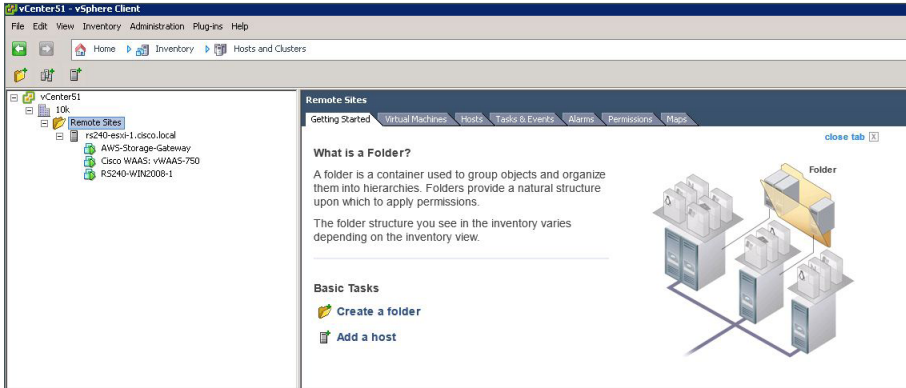 vCenter51 - vSphere Client
File Edit View Inventory Administration Plug-ins Help
Home Inventory Hosts and Clusters
vCenter51
10k
Remote Sites
rs240-esxi-1.cisco.local
AWS-Storage-Gateway
Cisco WAAS: vWAAS-750
RS240-WIN2008-1
Remote Sites
Getting Started Virtual Machines Hosts Tasks & Events Alarms Permissions Maps
close tab
What is a Folder?
A folder is a container used to group objects and organize
them into hierarchies. Folders provide a natural structure
upon which to apply permissions.
The folder structure you see in the inventory varies
depending on the inventory view.
Basic Tasks
Create a folder
Add a host
Folder